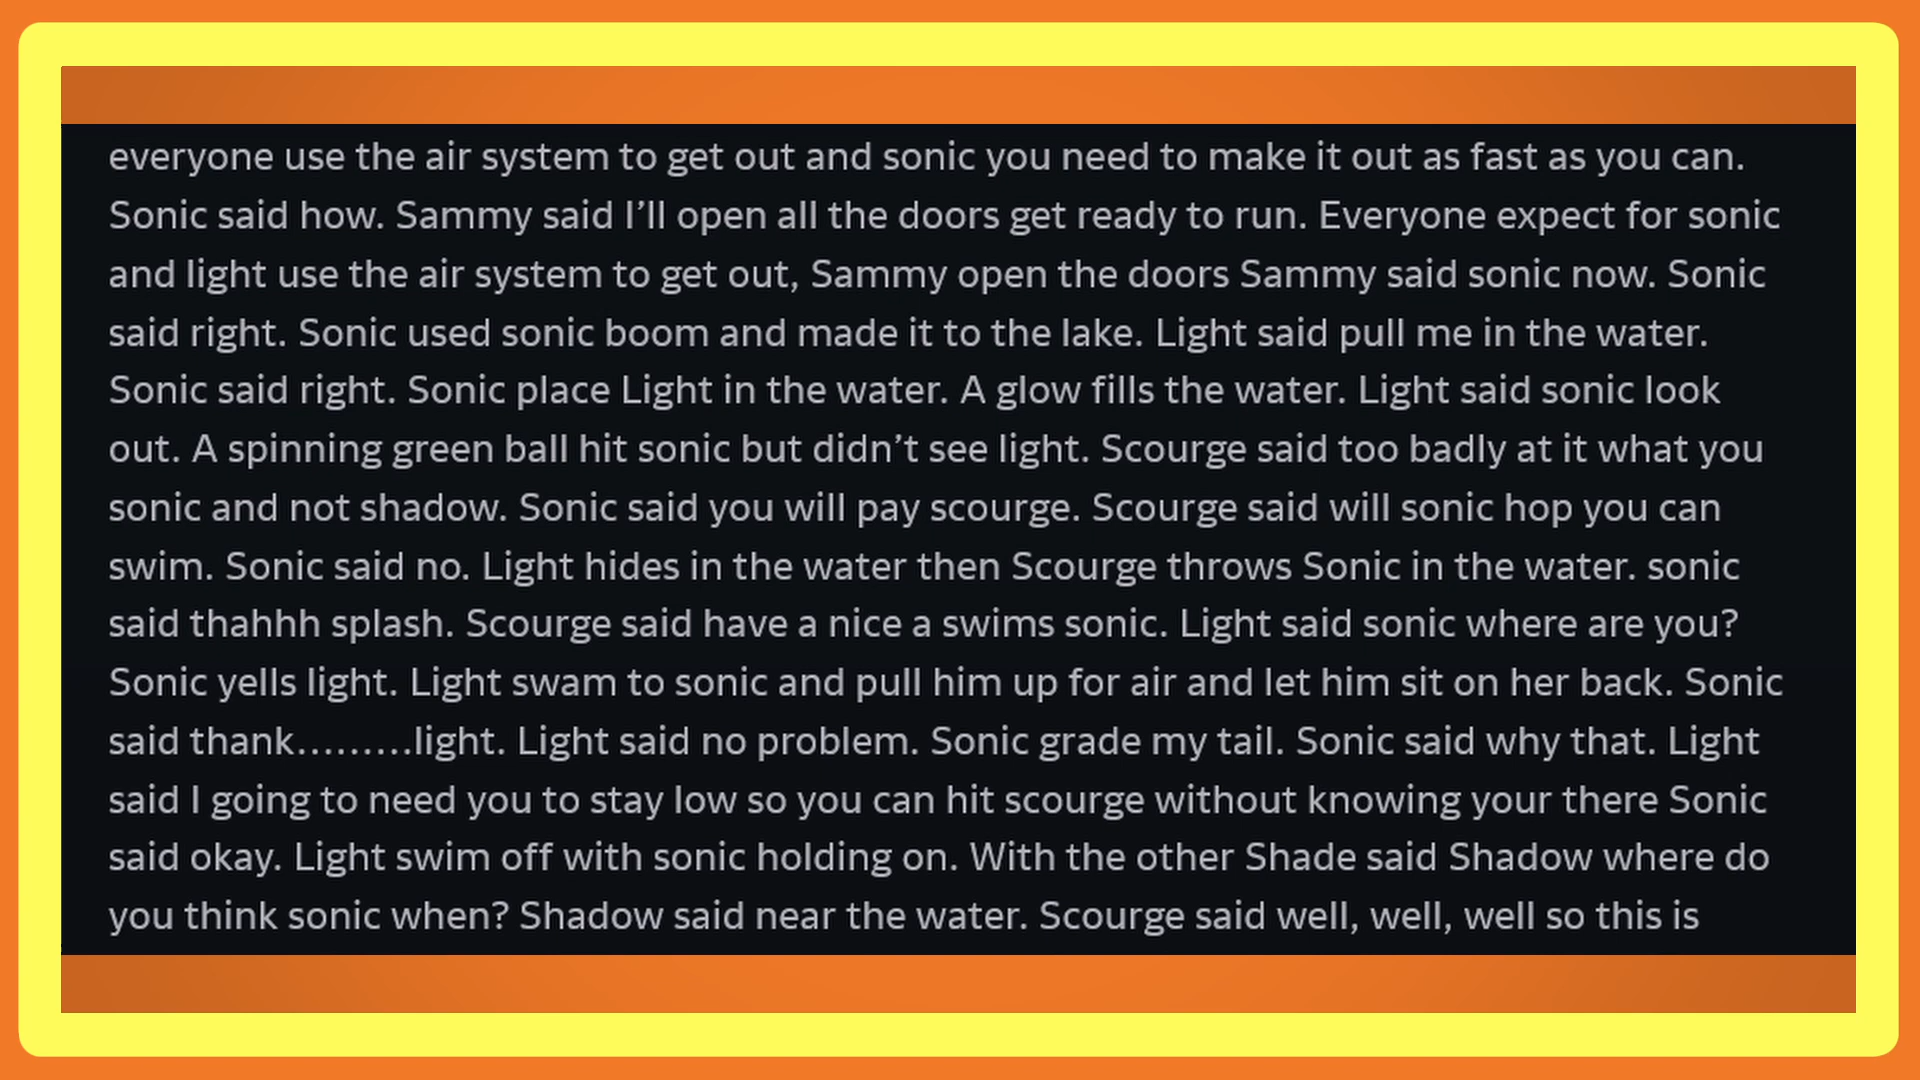 everyone use the air system to get out and sonic you need to make it out as fast as you can.
Sonic said how. Sammy said I’ll open all the doors get ready to run. Everyone expect for sonic
and light use the air system to get out, Sammy open the doors Sammy said sonic now. Sonic
said right. Sonic used sonic boom and made it to the lake. Light said pull me in the water.
Sonic said right. Sonic place Light in the water. A glow fills the water. Light said sonic look
out. A spinning green ball hit sonic but didn’t see light. Scourge said too badly at it what you
sonic and not shadow. Sonic said you will pay scourge. Scourge said will sonic hop you can
swim. Sonic said no. Light hides in the water then Scourge throws Sonic in the water. sonic
said thahhh splash. Scourge said have a nice a swims sonic. Light said sonic where are you?
Sonic yells light. Light swam to sonic and pull him up for air and let him sit on her back. Sonic
said thank………light. Light said no problem. Sonic grade my tail. Sonic said why that. Light
said I going to need you to stay low so you can hit scourge without knowing your there Sonic
said okay. Light swim off with sonic holding on. With the other Shade said Shadow where do
you think sonic when? Shadow said near the water. Scourge said well, well, well so this is